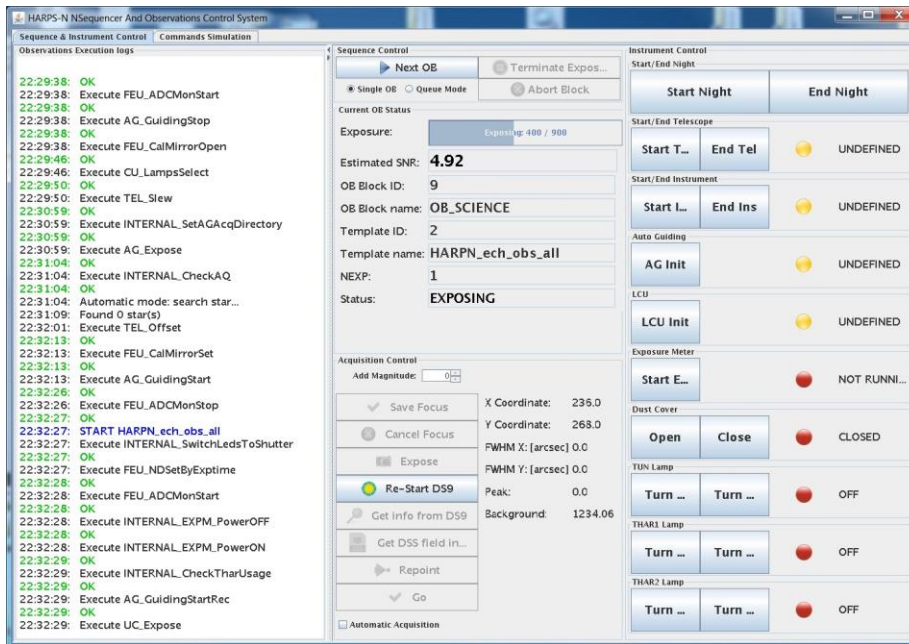 HARPS-N NSequencer And Observations Control System
Sequence & Instrument Control
Commands Simulation
Observations Execution logs
22:29:38: OK
22:29:38: Execute FEU_ADCMonStart
22:29:38: OK
22:29:38: Execute AG_GuidingStop
22:29:38: OK
22:29:38: Execute FEU_CalMirrorOpen
22:29:46: OK
22:29:46: Execute CU_LampsSelect
22:29:50: OK
22:29:50: Execute TEL_Slew
22:30:59: OK
22:30:59: Execute INTERNAL_SetAGAcqDirectory
22:30:59: OK
22:30:59: Execute AG_Expose
22:31:04: OK
22:31:04: Execute INTERNAL_CheckAQ
22:31:04: OK
22:31:04: Automatic mode: search star...
22:31:09: Found 0 star(s)
22:32:01: Execute TEL_Offset
22:32:13: OK
22:32:13: Execute FEU_CalMirrorSet
22:32:13: OK
22:32:13: Execute AG_GuidingStart
22:32:26: OK
22:32:26: Execute FEU_ADCMonStop
22:32:27: OK
22:32:27: START HARPN_ech_obs_all
22:32:27: Execute INTERNAL_SwitchLedsToShutter
22:32:27: OK
22:32:27: Execute FEU_NDSetByExptime
22:32:28: OK
22:32:28: Execute FEU_ADCMonStart
22:32:28: OK
22:32:28: Execute INTERNAL_EXPM_PowerOFF
22:32:28: OK
22:32:28: Execute INTERNAL_EXPM_PowerON
22:32:29: OK
22:32:29: Execute INTERNAL_CheckTharUsage
22:32:29: OK
22:32:29: Execute AG_GuidingStartRec
22:32:29: OK
22:32:29: Execute UC_Expose
Sequence Control
Next OB
Terminate Expos...
Single OB
Queue Mode
Abort Block
Current OB Status
Exposure:
Exposing: 400 / 900
Estimated SNR: 4.92
OB Block ID: 9
OB Block name: OB_SCIENCE
Template ID: 2
Template name: HARPN_ech_obs_all
NEXP: 1
Status: EXPOSING
Acquisition Control
Add Magnitude: 0
Save Focus
Cancel Focus
Expose
Re-Start DS9
Get info from DS9
Get DSS field in...
Repoint
Go
X Coordinate: 236.0
Y Coordinate: 268.0
FWHM X: [arcsec] 0.0
FWHM Y: [arcsec] 0.0
Peak: 0.0
Background: 1234.06
Automatic Acquisition
Instrument Control
Start/End Night
Start Night
End Night
Start/End Telescope
Start T...
End Tel
UNDEFINED
Start/End Instrument
Start I...
End Ins
UNDEFINED
Auto Guiding
AG Init
UNDEFINED
LCU
LCU Init
UNDEFINED
Exposure Meter
Start E...
NOT RUNNI...
Dust Cover
Open
Close
CLOSED
TUN Lamp
Turn ...
Turn ...
OFF
THAR1 Lamp
Turn ...
Turn ...
OFF
THAR2 Lamp
Turn ...
Turn ...
OFF